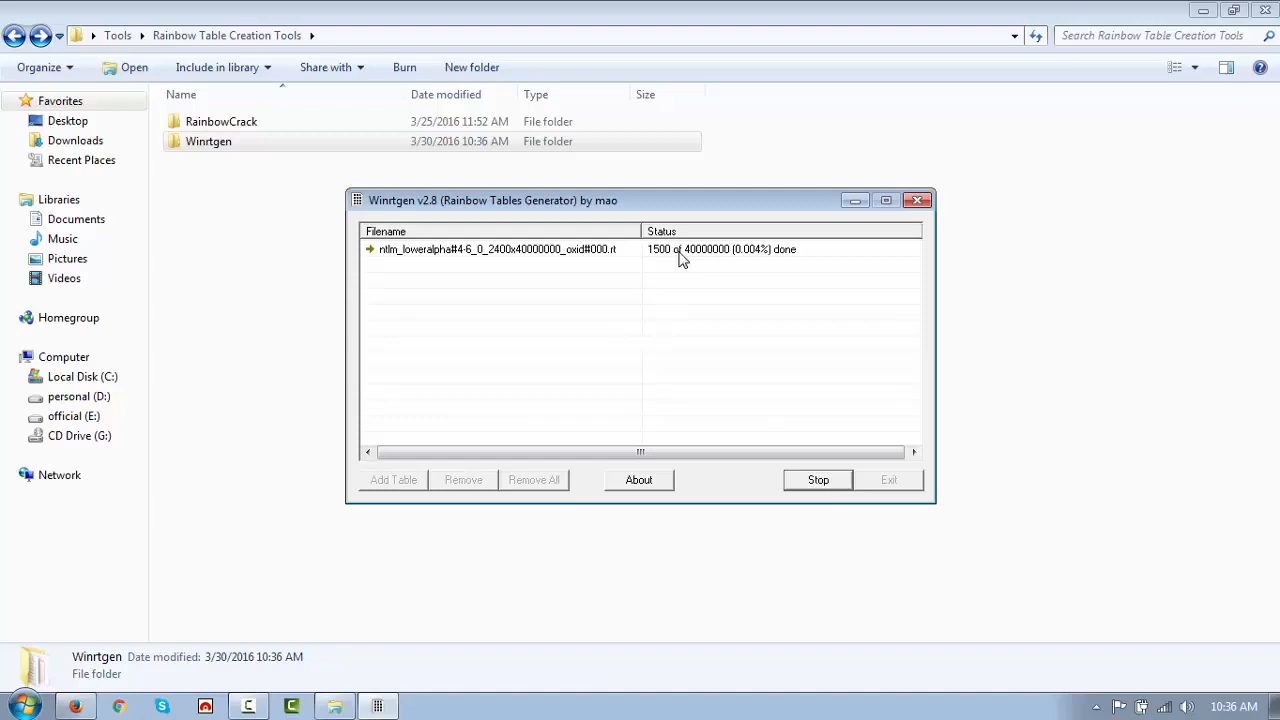 Tools
Rainbow Table Creation Tools
Search Rainbow Table Creation Tools
Organize
Open
Include in library
Share with
Burn
New folder
Favorites
Desktop
Downloads
Recent Places
Libraries
Documents
Music
Pictures
Videos
Homegroup
Computer
Local Disk (C:)
personal (D:)
official (E:)
CD Drive (G:)
Network
Name Date modified Type Size
RainbowCrack 3/25/2016 11:52 AM File folder
Winrtgen 3/30/2016 10:36 AM File folder
Winrtgen v2.8 (Rainbow Tables Generator) by mao
Filename Status
ntlm_loweralpha#4-6_0_2400x40000000_oxid#000.rt 1500 of 40000000 (0.004%) done
Add Table Remove Remove All About Stop Exit
Winrtgen Date modified: 3/30/2016 10:36 AM
File folder
10:36 AM